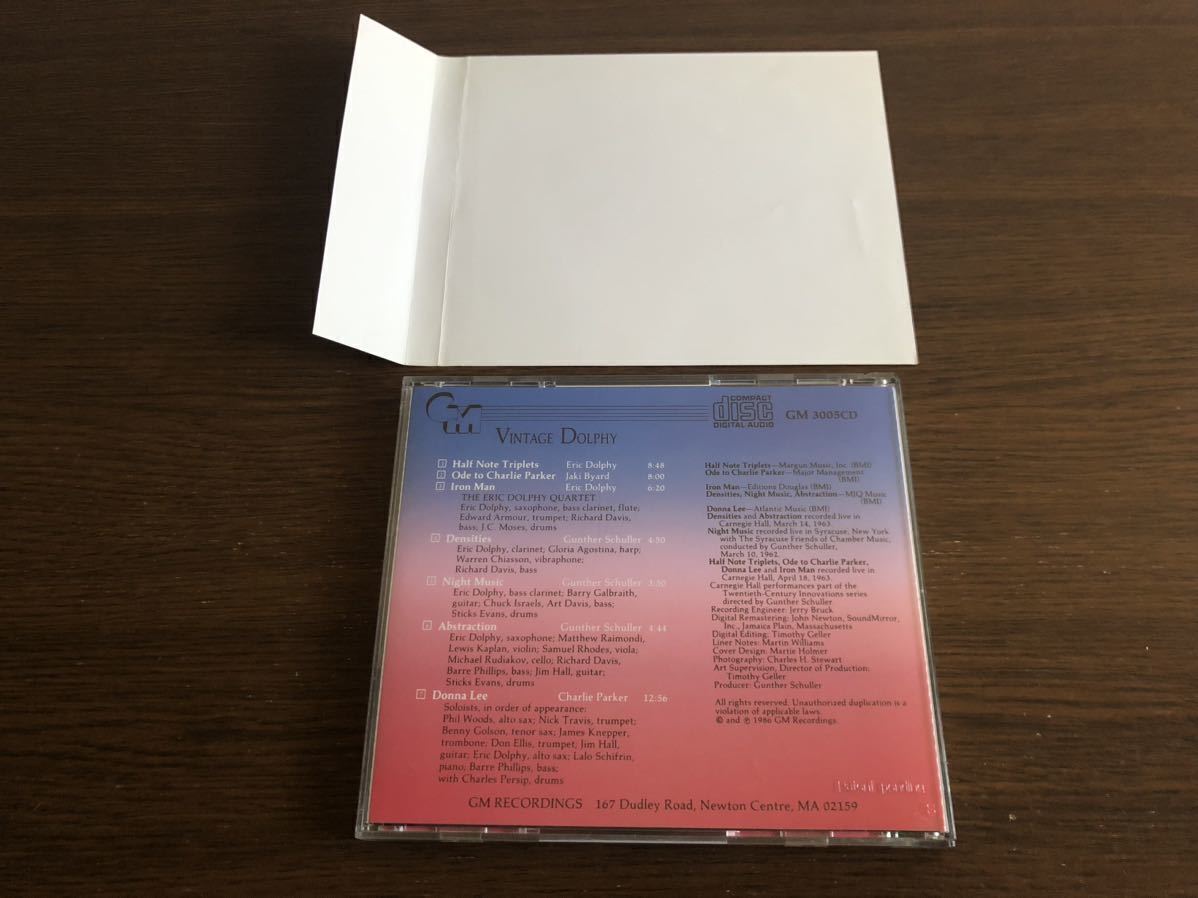 GM
VINTAGE DOLPHY
COMPACT
disc
DIGITAL AUDIO
GM 3005CD
1 Half Note Triplets Eric Dolphy 8:48
2 Ode to Charlie Parker Jaki Byard 8:00
3 Iron Man Eric Dolphy 6:20
THE ERIC DOLPHY QUARTET
Eric Dolphy, saxophone, bass clarinet, flute;
Edward Armour, trumpet; Richard Davis,
bass; J.C. Moses, drums
4 Densities Gunther Schuller 4:50
Eric Dolphy, clarinet; Gloria Agostina, harp;
Warren Chiasson, vibraphone;
Richard Davis, bass
5 Night Music Gunther Schuller 3:50
Eric Dolphy, bass clarinet; Barry Galbraith,
guitar; Chuck Israels, Art Davis, bass;
Sticks Evans, drums
6 Abstraction Gunther Schuller 4:44
Eric Dolphy, saxophone; Matthew Raimondi,
Lewis Kaplan, violin; Samuel Rhodes, viola;
Michael Rudiakov, cello; Richard Davis,
Barre Phillips, bass; Jim Hall, guitar;
Sticks Evans, drums
7 Donna Lee Charlie Parker 12:56
Soloists, in order of appearance:
Phil Woods, alto sax; Nick Travis, trumpet;
Benny Golson, tenor sax; James Knepper,
trombone; Don Ellis, trumpet; Jim Hall,
guitar; Eric Dolphy, alto sax; Lalo Schifrin,
piano; Barre Phillips, bass;
with Charles Persip, drums
Half Note Triplets—Margun Music, Inc. (BMI)
Ode to Charlie Parker—Major Management
(BMI)
Iron Man—Editions Douglas (BMI)
Densities, Night Music, Abstraction—MJQ Music
(BMI)
Donna Lee—Atlantic Music (BMI)
Densities and Abstraction recorded live in
Carnegie Hall, March 14, 1963.
Night Music recorded live in Syracuse, New York
with The Syracuse Friends of Chamber Music,
conducted by Gunther Schuller,
March 10, 1962.
Half Note Triplets, Ode to Charlie Parker,
Donna Lee and Iron Man recorded live in
Carnegie Hall, April 18, 1963.
Carnegie Hall performances part of the
Twentieth-Century Innovations series
directed by Gunther Schuller
Recording Engineer: Jerry Bruck
Digital Remastering: John Newton, SoundMirror,
Inc., Jamaica Plain, Massachusetts
Digital Editing: Timothy Geller
Liner Notes: Martin Williams
Cover Design: Martie Holmer
Photography: Charles H. Stewart
Art Supervision, Director of Production:
Timothy Geller
Producer: Gunther Schuller
All rights reserved. Unauthorized duplication is a
violation of applicable laws.
© and ℗ 1986 GM Recordings.
patent pending
GM RECORDINGS 167 Dudley Road, Newton Centre, MA 02159